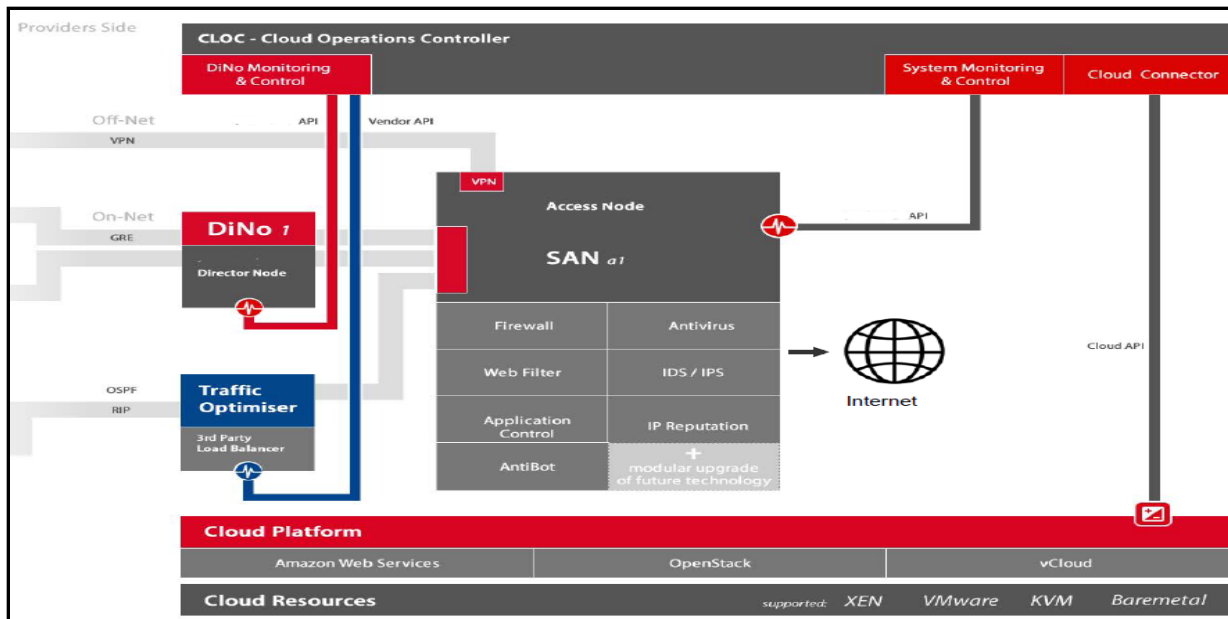 Providers Side
CLOC - Cloud Operations Controller
DiNo Monitoring
& Control
System Monitoring
& Control
Cloud Connector
Off-Net
API
Vendor API
VPN
VPN
Access Node
On-Net
GRE
DiNo 1
Director Node
SAN a1
API
Firewall
Antivirus
Web Filter
IDS / IPS
Application
Control
IP Reputation
AntiBot
+
modular upgrade
of future technology
Internet
Cloud API
OSPF
RIP
Traffic
Optimiser
3rd Party
Load Balancer
Cloud Platform
Amazon Web Services
OpenStack
vCloud
Cloud Resources
supported: XEN VMware KVM Baremetal